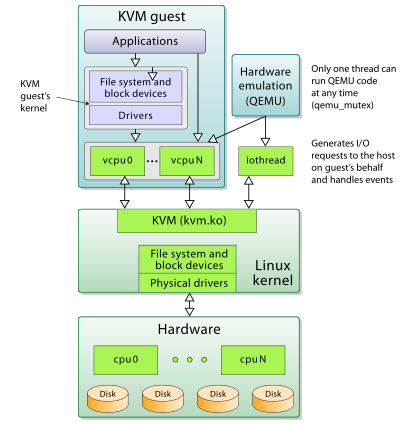 KVM guest
Applications
File system and
block devices
Drivers
KVM
guest's
kernel
vcpu0
...
vcpuN
Hardware
emulation
(QEMU)
Only one thread can
run QEMU code
at any time
(qemu_mutex)
iothread
Generates I/O
requests to the host
on guest's behalf
and handles events
KVM (kvm.ko)
File system and
block devices
Physical drivers
Linux
kernel
Hardware
cpu0
cpuN
Disk
Disk
Disk
Disk